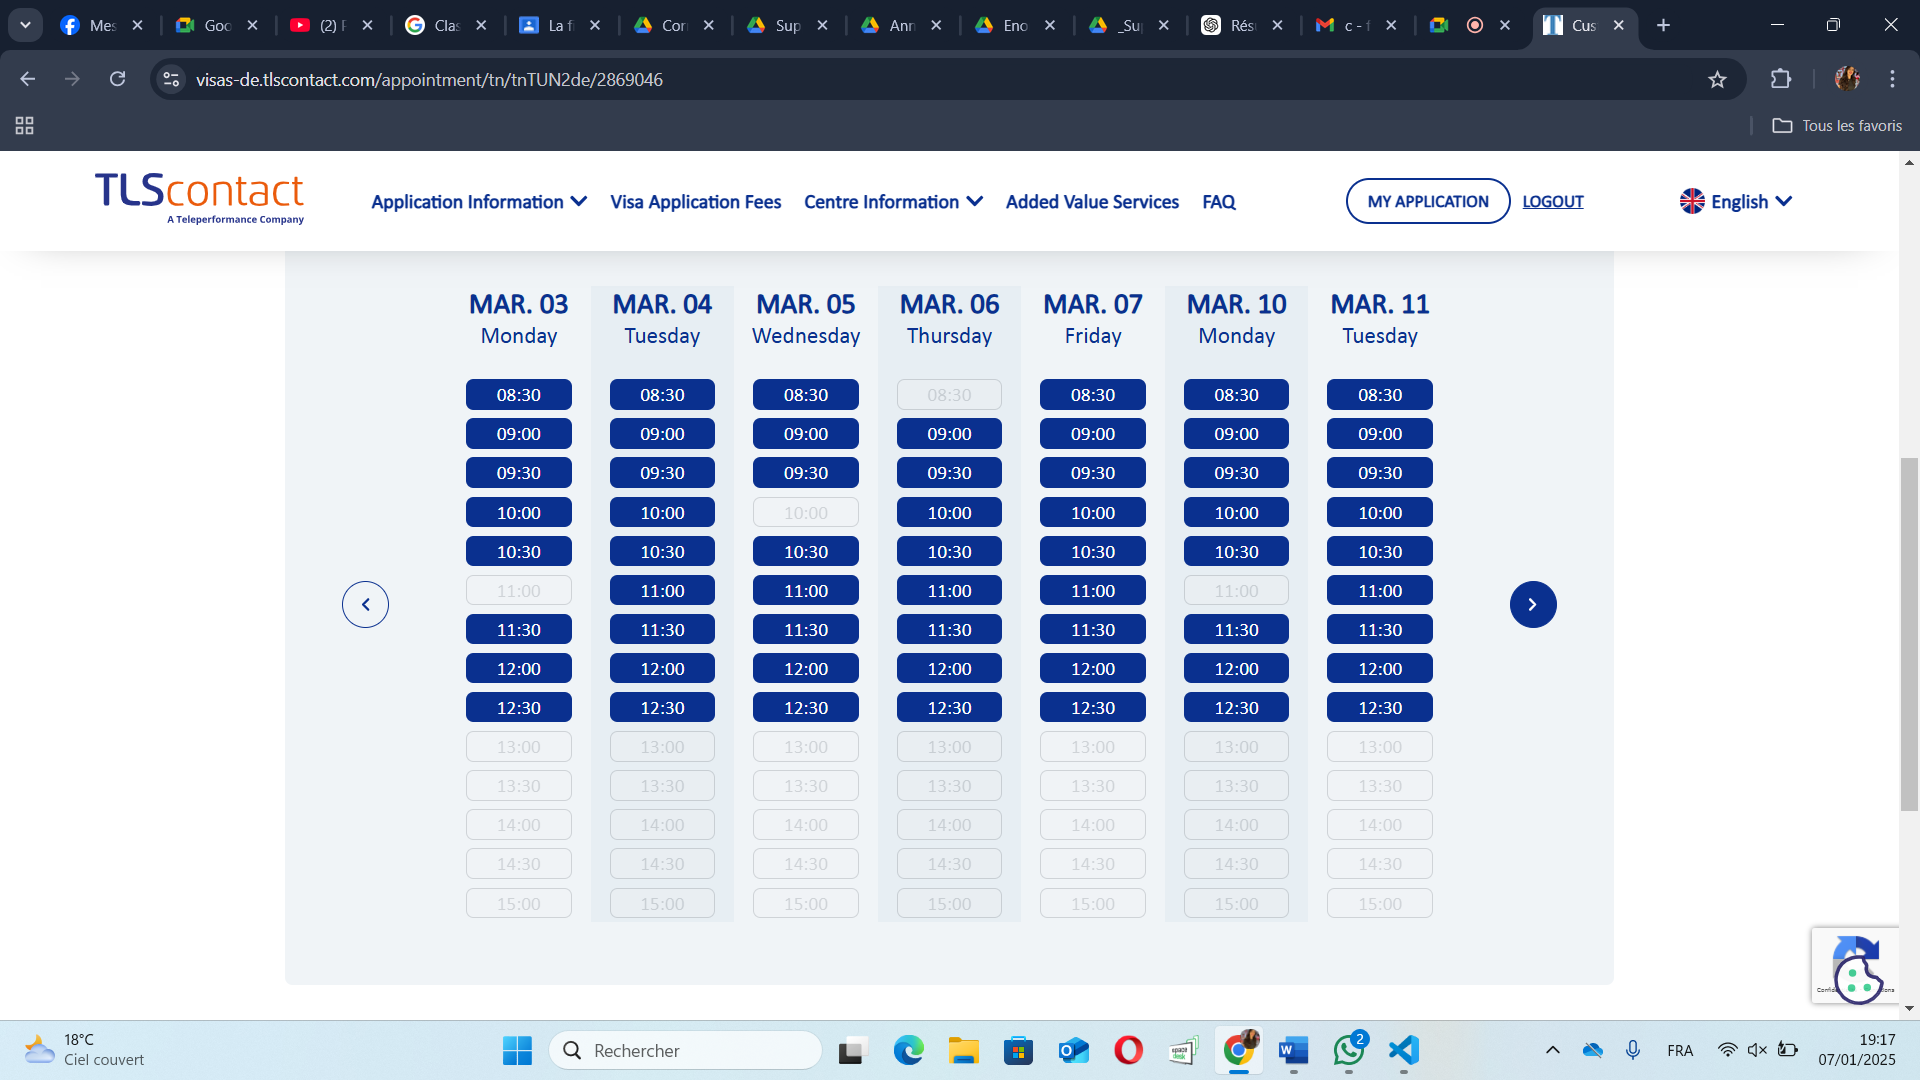 Mes
Goo
(2) F
Clas
La f
Cor
Sup
Ann
Eno
_Su
Rés
c - f
Cus
visas-de.tlscontact.com/appointment/tn/tnTUN2de/2869046
Tous les favoris
TLScontact
A Teleperformance Company
Application Information
Visa Application Fees
Centre Information
Added Value Services
FAQ
MY APPLICATION
LOGOUT
English
MAR. 03 MAR. 04 MAR. 05 MAR. 06 MAR. 07 MAR. 10 MAR. 11
Monday Tuesday Wednesday Thursday Friday Monday Tuesday
08:30 08:30 08:30 08:30 08:30 08:30 08:30
09:00 09:00 09:00 09:00 09:00 09:00 09:00
09:30 09:30 09:30 09:30 09:30 09:30 09:30
10:00 10:00 10:00 10:00 10:00 10:00 10:00
10:30 10:30 10:30 10:30 10:30 10:30 10:30
11:00 11:00 11:00 11:00 11:00 11:00 11:00
11:30 11:30 11:30 11:30 11:30 11:30 11:30
12:00 12:00 12:00 12:00 12:00 12:00 12:00
12:30 12:30 12:30 12:30 12:30 12:30 12:30
13:00 13:00 13:00 13:00 13:00 13:00 13:00
13:30 13:30 13:30 13:30 13:30 13:30 13:30
14:00 14:00 14:00 14:00 14:00 14:00 14:00
14:30 14:30 14:30 14:30 14:30 14:30 14:30
15:00 15:00 15:00 15:00 15:00 15:00 15:00
18°C
Ciel couvert
Rechercher
space desk
2
FRA
19:17
07/01/2025